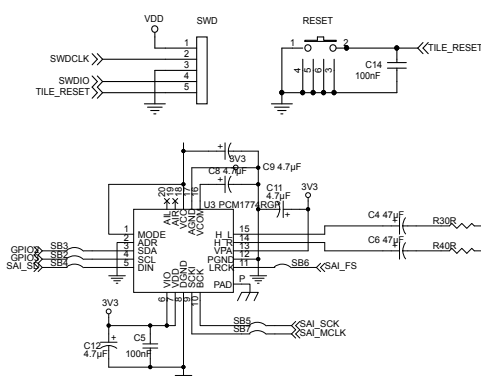 VDD SWD
1
SWDCLK 2
3
SWDIO 4
TILE_RESET 5
RESET
1 2
TILE_RESET
4 5 6 3
C14
100nF
3V3 C9 4.7µF
C8 4.7µF
C11
4.7µF
3V3
U3 PCM1774RGP
20 19 18 17 16
AIL AIR VCC AGND VCOM
1 MODE
2 ADR
GPIO SB3 3 SDA
GPIO SB2 4 SCL
SAI_SD SB4 5 DIN
H_L 15
H_R 14
VPA 13
PGND 12
LRCK 11
PAD P
C4 47µF R30R
C6 47µF R40R
SB6 SAI_FS
VIO VDD DGND SCKI BCK
6 7 8 9 10
3V3
C12
4.7µF
C5
100nF
SB5 SAI_SCK
SB7 SAI_MCLK